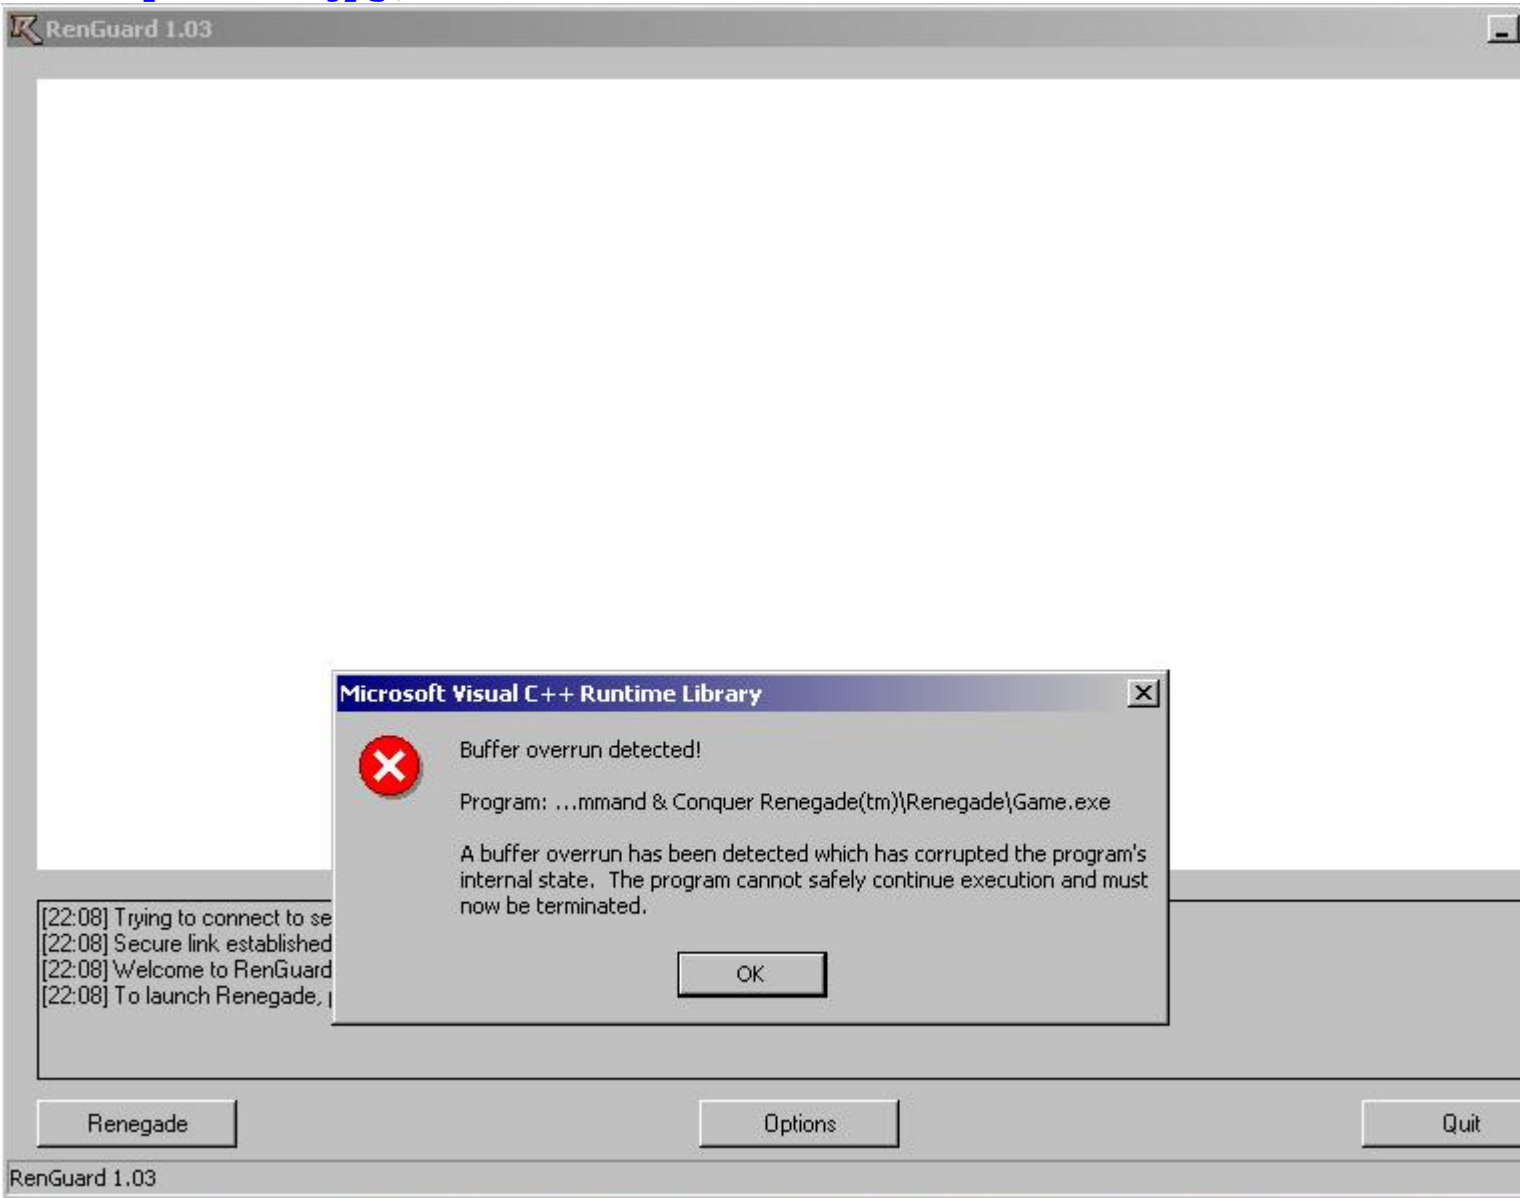 RenGuard 1.03
Microsoft Visual C++ Runtime Library
Buffer overrun detected!
Program: ...mmand & Conquer Renegade(tm)\Renegade\Game.exe
A buffer overrun has been detected which has corrupted the program's
internal state.  The program cannot safely continue execution and must
now be terminated.
OK
[22:08] Trying to connect to se
[22:08] Secure link established
[22:08] Welcome to RenGuard
[22:08] To launch Renegade,
Renegade
Options
Quit
RenGuard 1.03